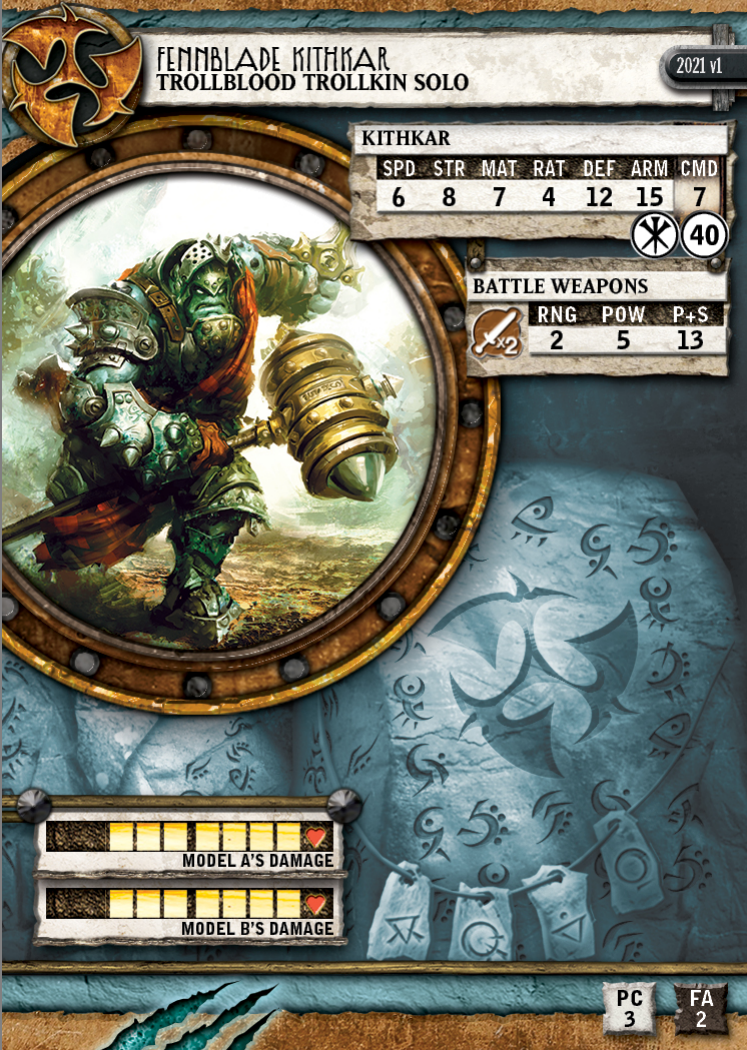 FENNBLADE KITHKAR
TROLLBLOOD TROLLKIN SOLO
2021 v1
KITHKAR
SPD STR MAT RAT DEF ARM CMD
6 8 7 4 12 15 7
40
BATTLE WEAPONS
RNG POW P+S
x2 2 5 13
MODEL A'S DAMAGE
MODEL B'S DAMAGE
PC FA
3 2